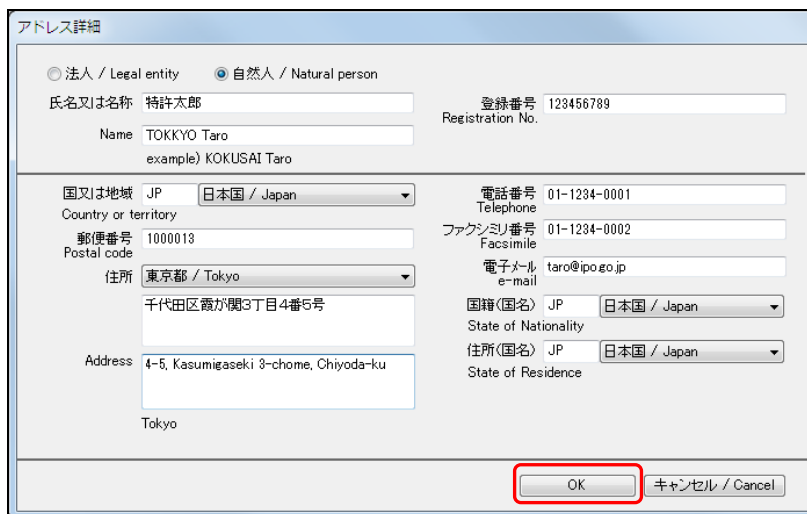 アドレス詳細
法人 / Legal entity 自然人 / Natural person
氏名又は名称 特許太郎
Name TOKKYO Taro
example) KOKUSAI Taro
登録番号 123456789
Registration No.
国又は地域 JP 日本国 / Japan
Country or territory
郵便番号 1000013
Postal code
住所 東京都 / Tokyo
千代田区霞が関3丁目4番5号
Address 4-5, Kasumigaseki 3-chome, Chiyoda-ku
Tokyo
電話番号 01-1234-0001
Telephone
ファクシミリ番号 01-1234-0002
Facsimile
電子メール taro@ipo.go.jp
e-mail
国籍(国名) JP 日本国 / Japan
State of Nationality
住所(国名) JP 日本国 / Japan
State of Residence
OK キャンセル / Cancel